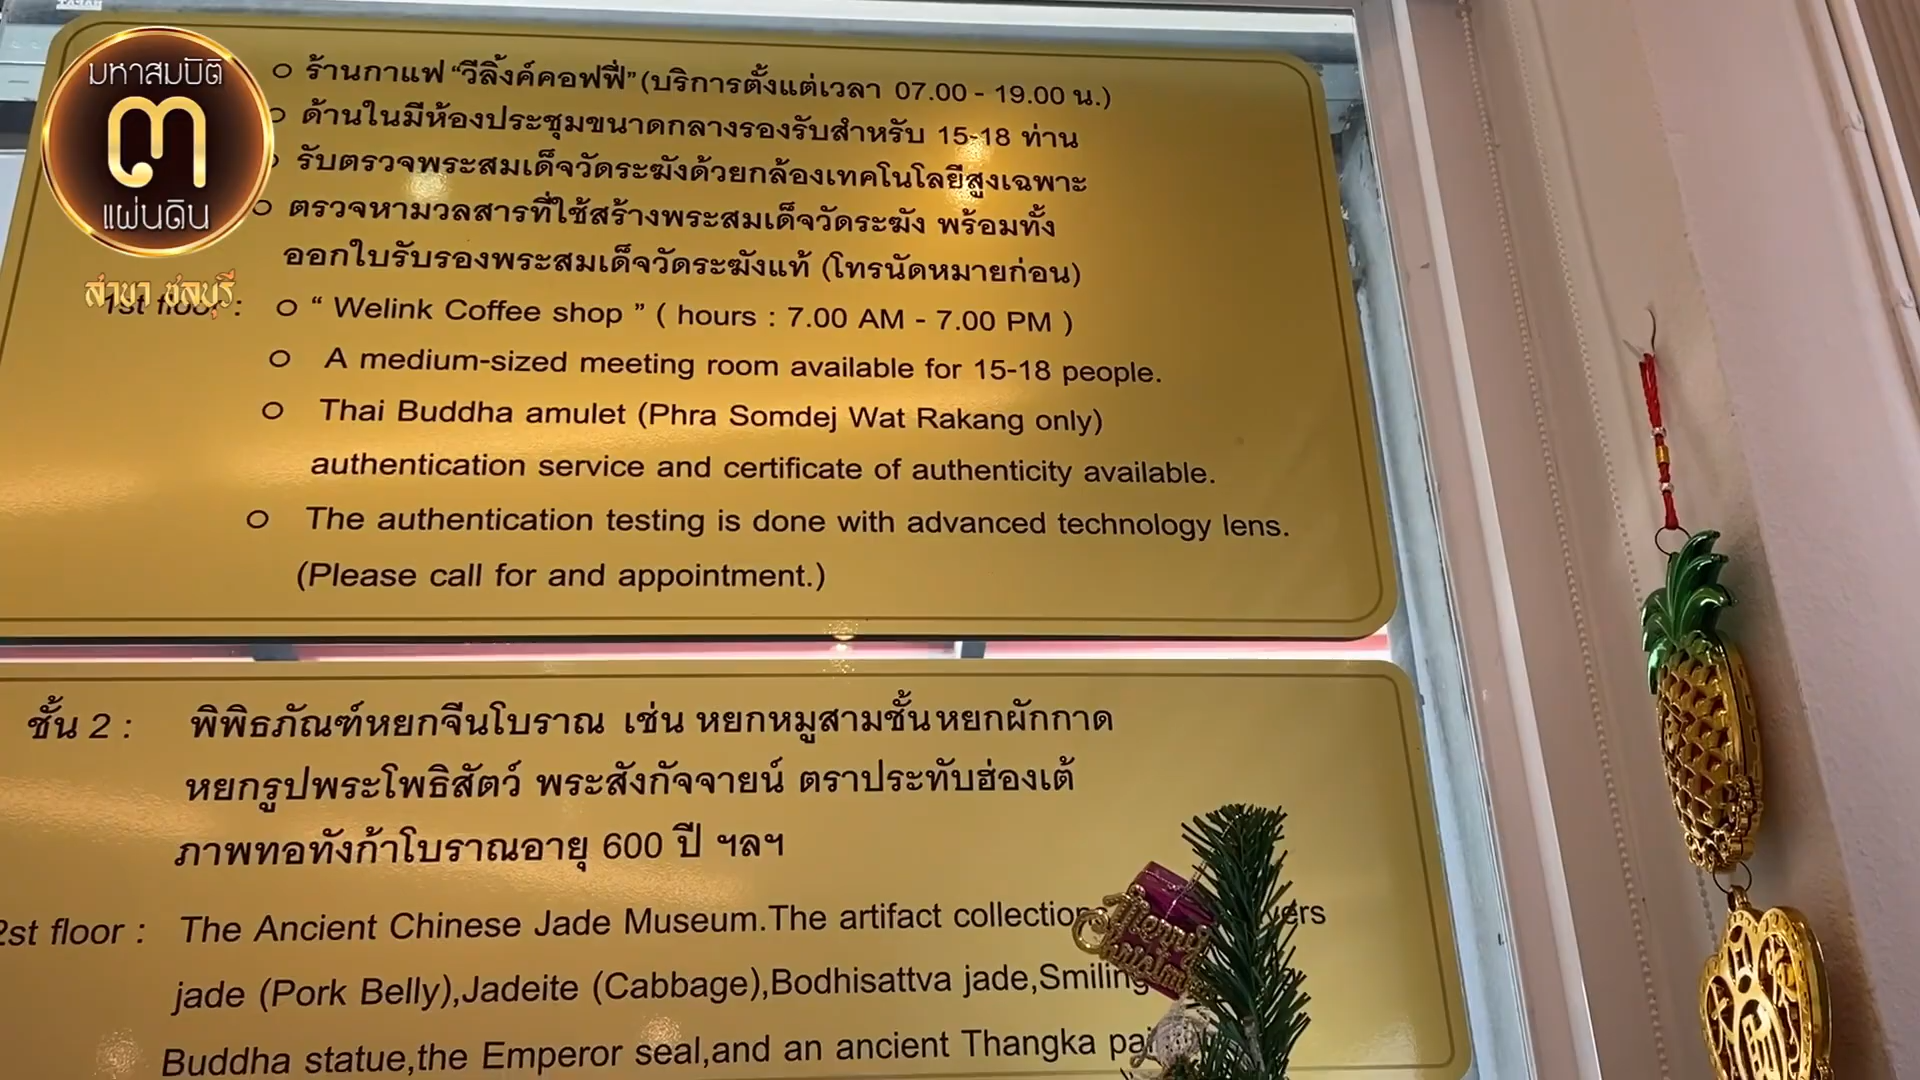 มหาสมบัติ
๓
แผ่นดิน
สาขา ชลบุรี
ร้านกาแฟ “วีลิ้งค์คอฟฟี่” (บริการตั้งแต่เวลา 07.00 - 19.00 น.)
ด้านในมีห้องประชุมขนาดกลางรองรับสำหรับ 15-18 ท่าน
รับตรวจพระสมเด็จวัดระฆังด้วยกล้องเทคโนโลยีสูงเฉพาะ
ตรวจหามวลสารที่ใช้สร้างพระสมเด็จวัดระฆัง พร้อมทั้ง
ออกใบรับรองพระสมเด็จวัดระฆังแท้ (โทรนัดหมายก่อน)
1st floor : “ Welink Coffee shop ” ( hours : 7.00 AM - 7.00 PM )
A medium-sized meeting room available for 15-18 people.
Thai Buddha amulet (Phra Somdej Wat Rakang only)
authentication service and certificate of authenticity available.
The authentication testing is done with advanced technology lens.
(Please call for and appointment.)
ชั้น 2 : พิพิธภัณฑ์หยกจีนโบราณ เช่น หยกหมูสามชั้นหยกผักกาด
หยกรูปพระโพธิสัตว์ พระสังกัจจายน์ ตราประทับฮ่องเต้
ภาพทอทังก้าโบราณอายุ 600 ปี ฯลฯ
2st floor : The Ancient Chinese Jade Museum.The artifact collection
jade (Pork Belly),Jadeite (Cabbage),Bodhisattva jade,Smiling
Buddha statue,the Emperor seal,and an ancient Thangka
Merry
Christmas